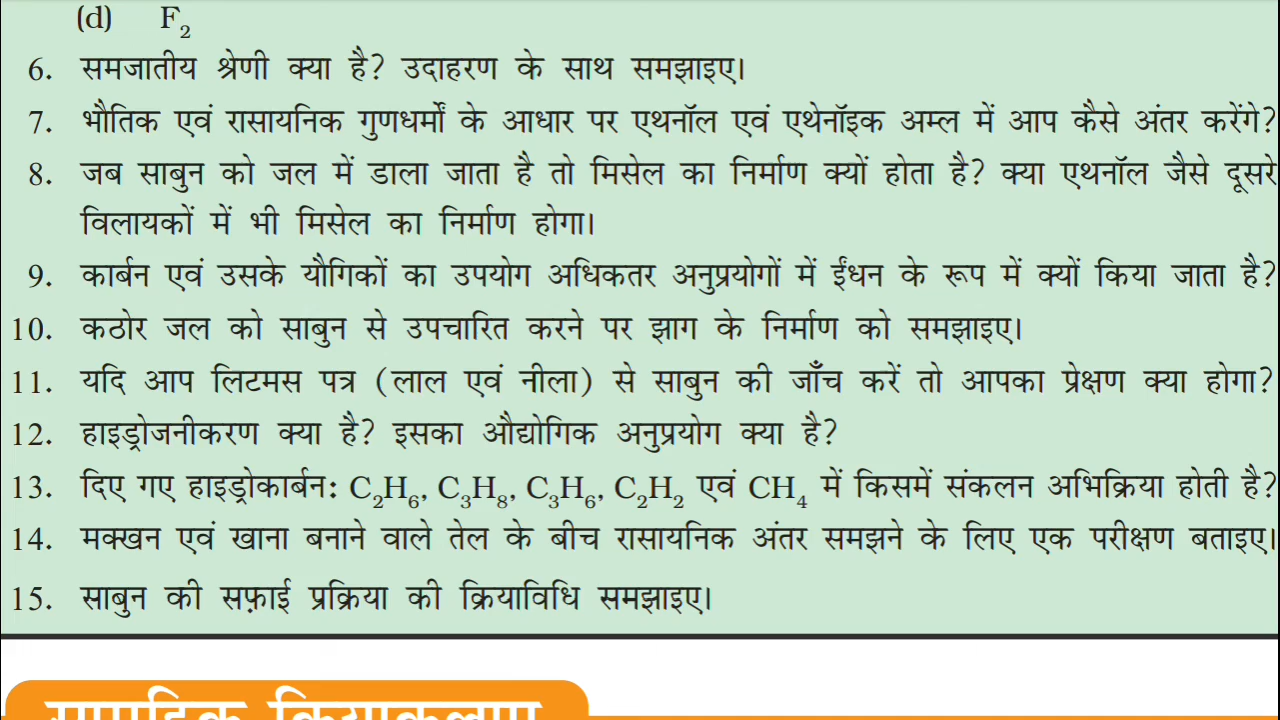 (d) F₂
6. समजातीय श्रेणी क्या है? उदाहरण के साथ समझाइए।
7. भौतिक एवं रासायनिक गुणधर्मों के आधार पर एथनॉल एवं एथेनॉइक अम्ल में आप कैसे अंतर करेंगे?
8. जब साबुन को जल में डाला जाता है तो मिसेल का निर्माण क्यों होता है? क्या एथनॉल जैसे दूसरे
विलायकों में भी मिसेल का निर्माण होगा।
9. कार्बन एवं उसके यौगिकों का उपयोग अधिकतर अनुप्रयोगों में ईंधन के रूप में क्यों किया जाता है?
10. कठोर जल को साबुन से उपचारित करने पर झाग के निर्माण को समझाइए।
11. यदि आप लिटमस पत्र (लाल एवं नीला) से साबुन की जाँच करें तो आपका प्रेक्षण क्या होगा?
12. हाइड्रोजनीकरण क्या है? इसका औद्योगिक अनुप्रयोग क्या है?
13. दिए गए हाइड्रोकार्बन: C₂H₆, C₃H₈, C₃H₆, C₂H₂ एवं CH₄ में किसमें संकलन अभिक्रिया होती है?
14. मक्खन एवं खाना बनाने वाले तेल के बीच रासायनिक अंतर समझने के लिए एक परीक्षण बताइए।
15. साबुन की सफ़ाई प्रक्रिया की क्रियाविधि समझाइए।
सामूहिक क्रियाकलाप